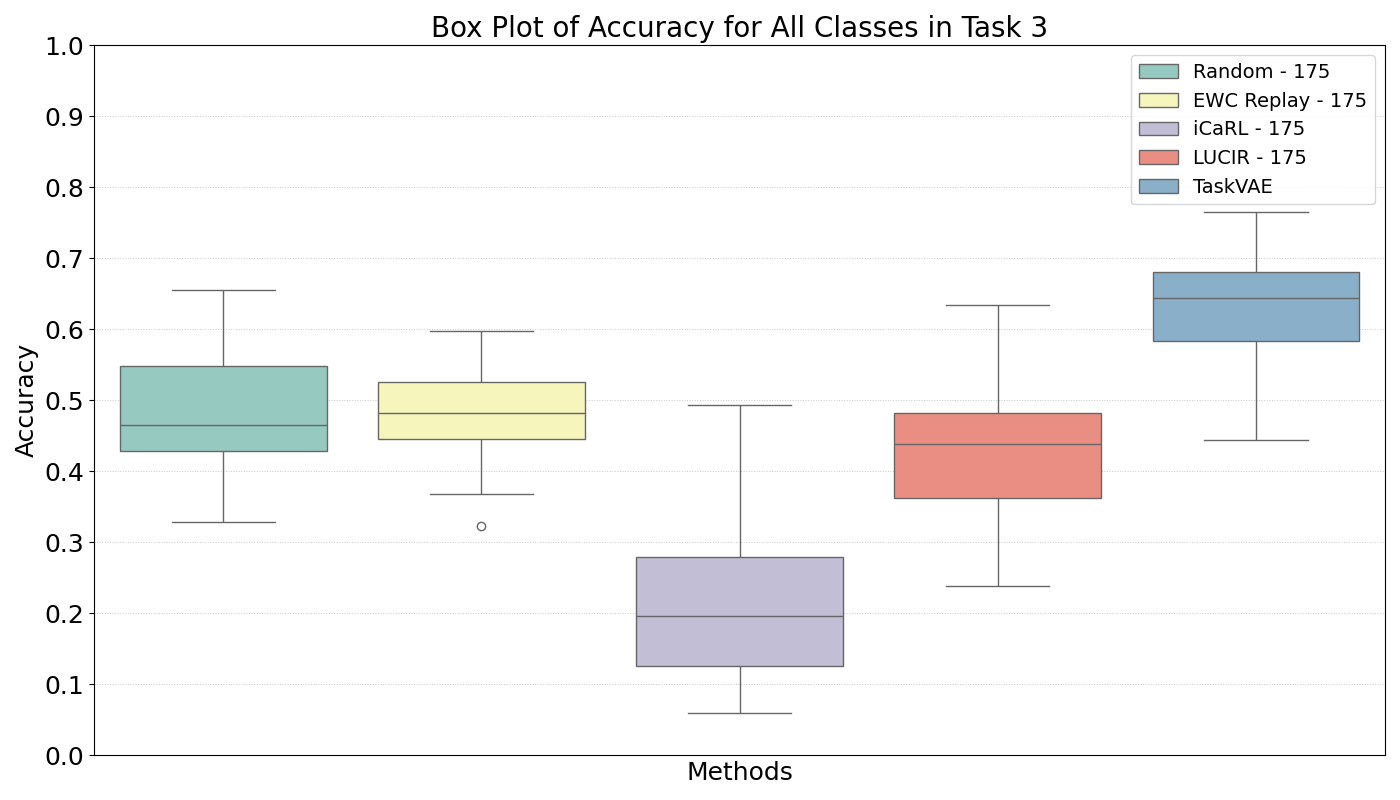 Box Plot of Accuracy for All Classes in Task 3
1.0
0.9
0.8
0.7
0.6
0.5
0.4
0.3
0.2
0.1
0.0
Accuracy
Methods
Random - 175
EWC Replay - 175
iCaRL - 175
LUCIR - 175
TaskVAE